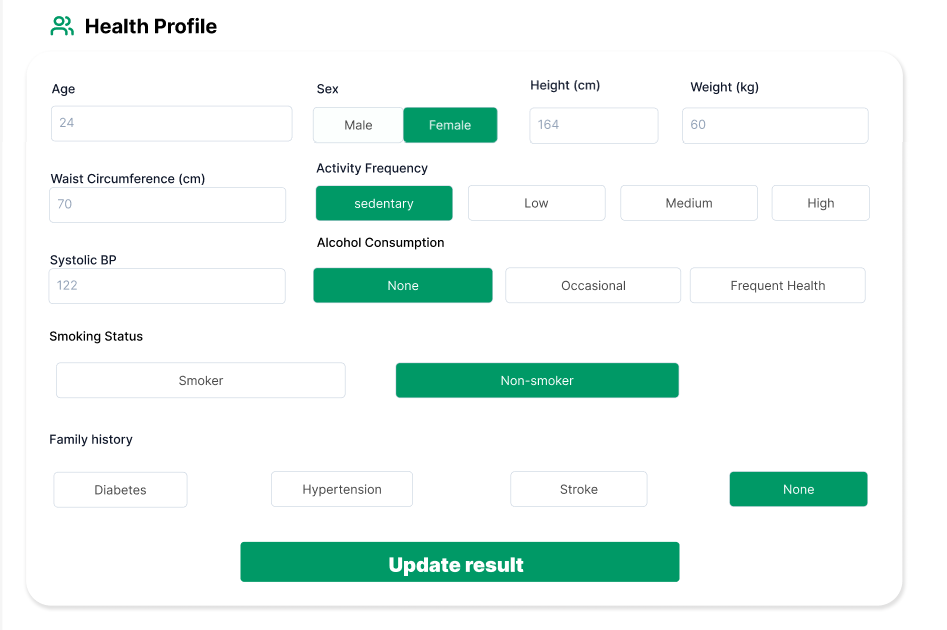 Health Profile
Age
24
Sex
Male
Female
Height (cm)
164
Weight (kg)
60
Waist Circumference (cm)
70
Activity Frequency
sedentary
Low
Medium
High
Systolic BP
122
Alcohol Consumption
None
Occasional
Frequent Health
Smoking Status
Smoker
Non-smoker
Family history
Diabetes
Hypertension
Stroke
None
Update result